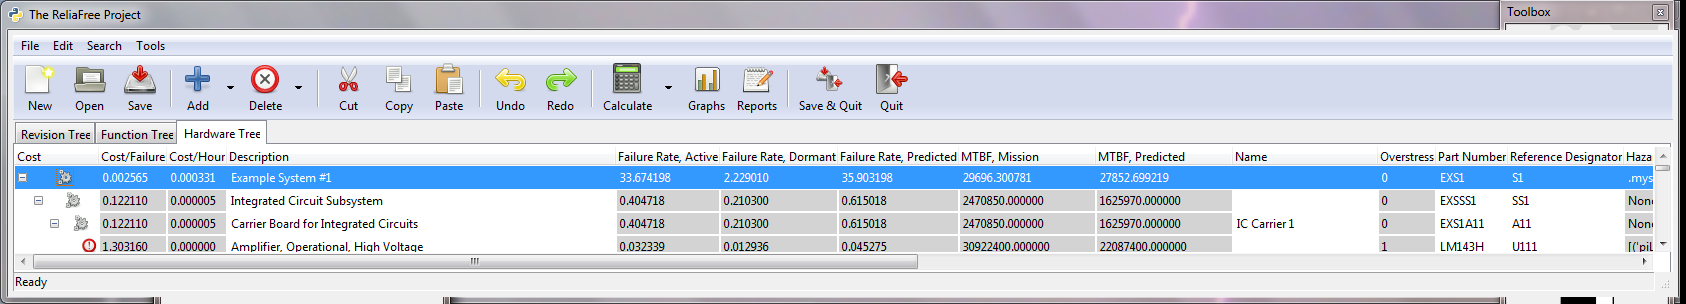 The ReliaFree Project
Toolbox
File Edit Search Tools
New Open Save Add Delete Cut Copy Paste Undo Redo Calculate Graphs Reports Save & Quit Quit
Revision Tree Function Tree Hardware Tree
Cost Cost/Failure Cost/Hour Description Failure Rate, Active Failure Rate, Dormant Failure Rate, Predicted MTBF, Mission MTBF, Predicted Name Overstress Part Number Reference Designator Haza
0.002565 0.000331 Example System #1 33.674198 2.229010 35.903198 29696.300781 27852.699219 0 EXS1 S1 .mys
0.122110 0.000005 Integrated Circuit Subsystem 0.404718 0.210300 0.615018 2470850.000000 1625970.000000 0 EXSSS1 SS1 None
0.122110 0.000005 Carrier Board for Integrated Circuits 0.404718 0.210300 0.615018 2470850.000000 1625970.000000 IC Carrier 1 0 EXS1A11 A11 None
1.303160 0.000000 Amplifier, Operational, High Voltage 0.032339 0.012936 0.045275 30922400.000000 22087400.000000 1 LM143H U111 [('piL
Ready